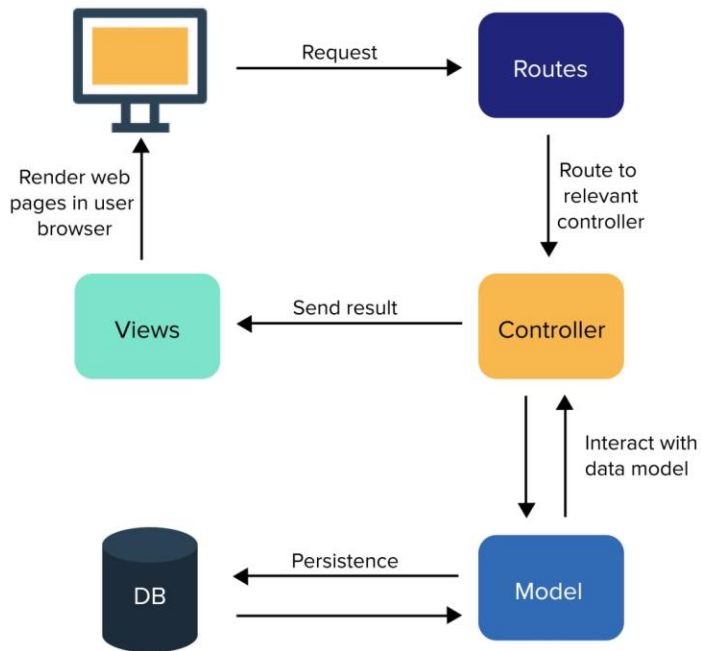 Request
Routes
Route to
relevant
controller
Render web
pages in user
browser
Views
Send result
Controller
Interact with
data model
DB
Persistence
Model